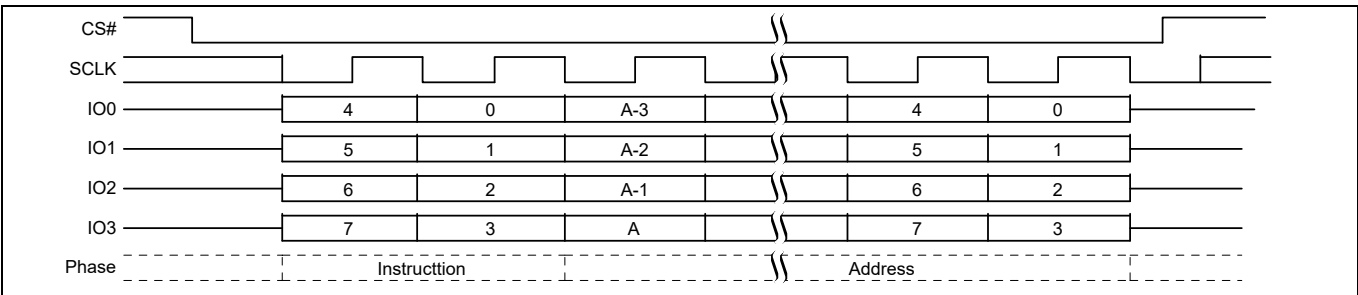 CS#
SCLK
IO0 4 0 A-3 4 0
IO1 5 1 A-2 5 1
IO2 6 2 A-1 6 2
IO3 7 3 A 7 3
Phase Instructtion Address